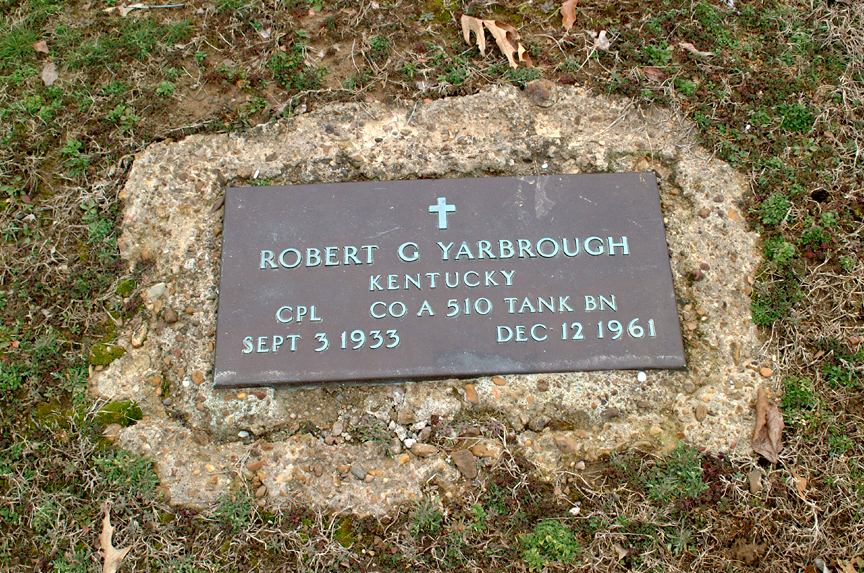 ROBERT G YARBROUGH
KENTUCKY
CPL CO A 510 TANK BN
SEPT 3 1933 DEC 12 1961